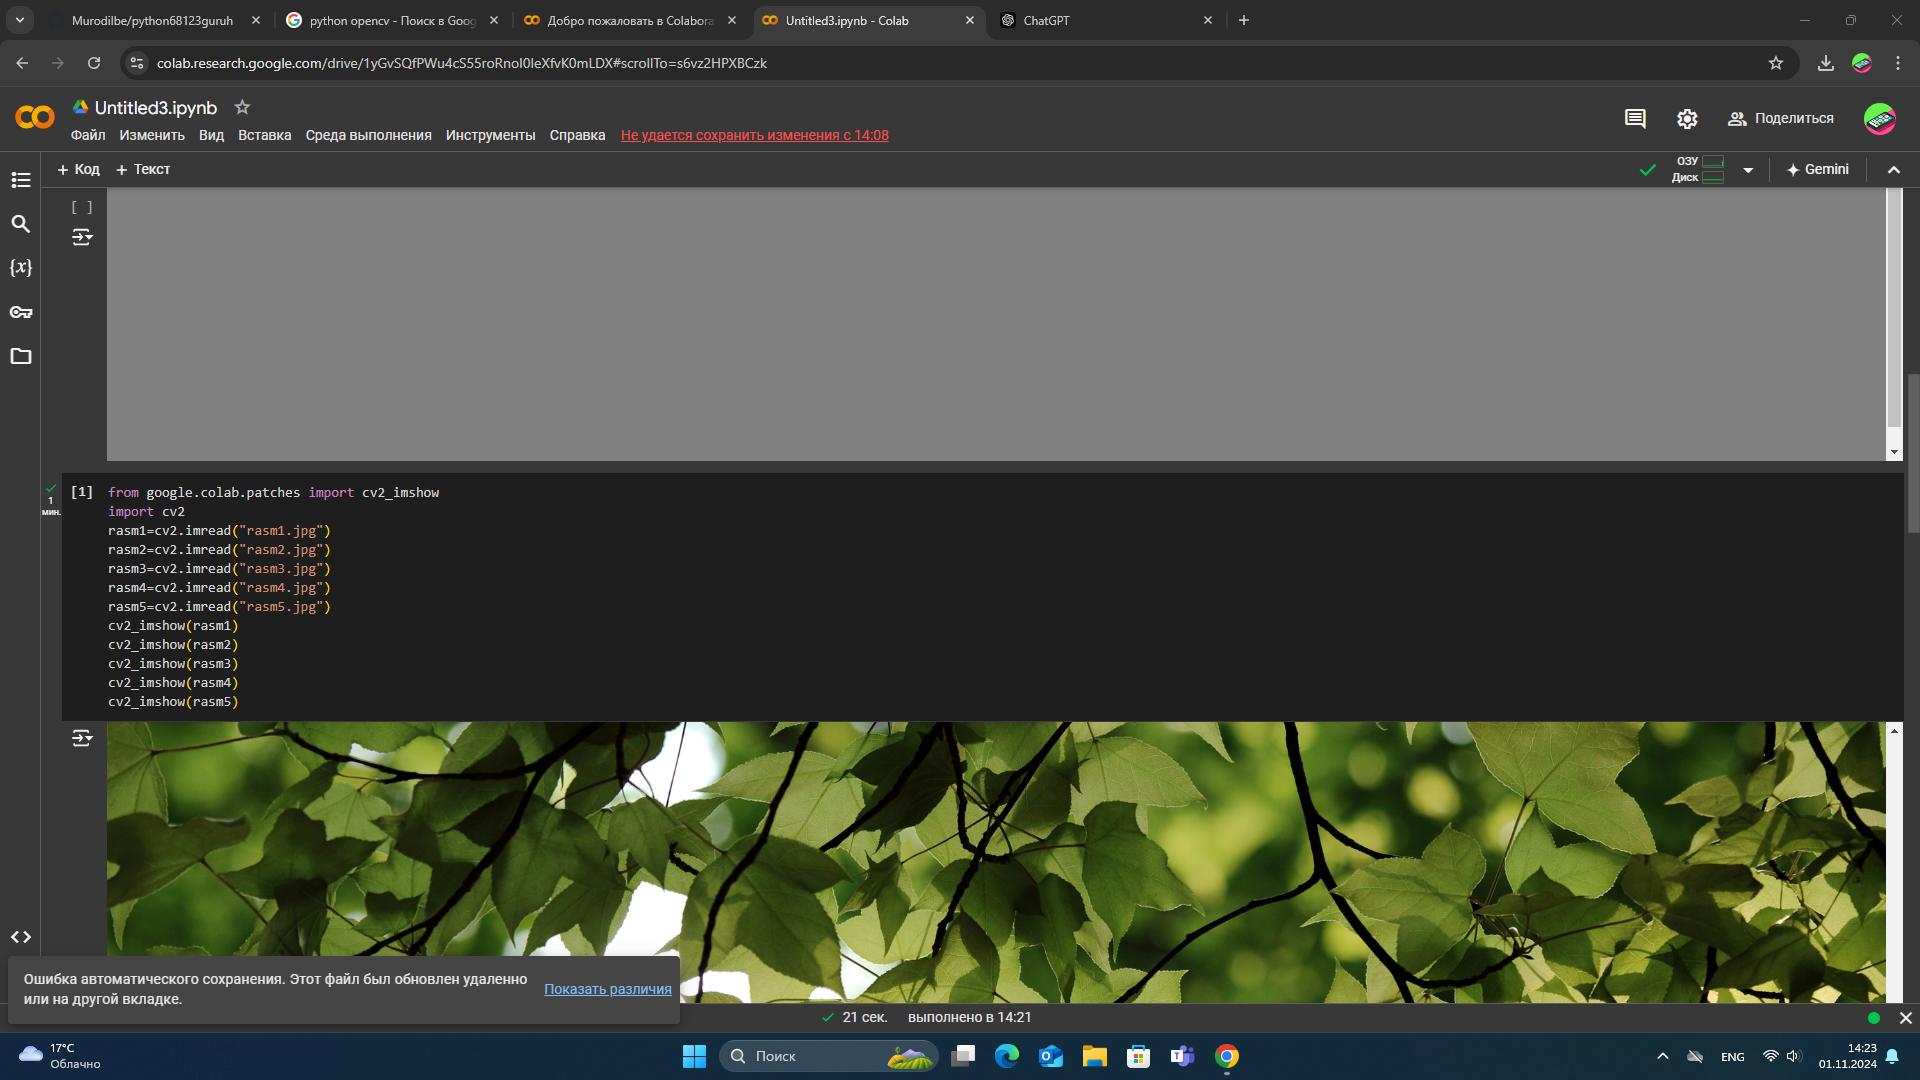 Murodilbe/python68123guruh
python opencv - Поиск в Goog
Добро пожаловать в Colabora
Untitled3.ipynb - Colab
ChatGPT
colab.research.google.com/drive/1yGvSQfPWu4cS55roRnoI0leXfvK0mLDX#scrollTo=s6vz2HPXBCzk
CO Untitled3.ipynb
Файл Изменить Вид Вставка Среда выполнения Инструменты Справка Не удается сохранить изменения с 14:08
Поделиться
+ Код + Текст
ОЗУ
Диск
Gemini
[ ]
{x}
1
мин.
[1] from google.colab.patches import cv2_imshow
import cv2
rasm1=cv2.imread("rasm1.jpg")
rasm2=cv2.imread("rasm2.jpg")
rasm3=cv2.imread("rasm3.jpg")
rasm4=cv2.imread("rasm4.jpg")
rasm5=cv2.imread("rasm5.jpg")
cv2_imshow(rasm1)
cv2_imshow(rasm2)
cv2_imshow(rasm3)
cv2_imshow(rasm4)
cv2_imshow(rasm5)
Ошибка автоматического сохранения. Этот файл был обновлен удаленно
или на другой вкладке.
Показать различия
21 сек. выполнено в 14:21
17°C
Облачно
Поиск
ENG
14:23
01.11.2024